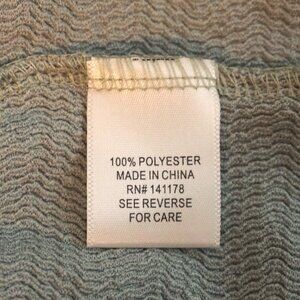 100% POLYESTER
MADE IN CHINA
RN# 141178
SEE REVERSE
FOR CARE